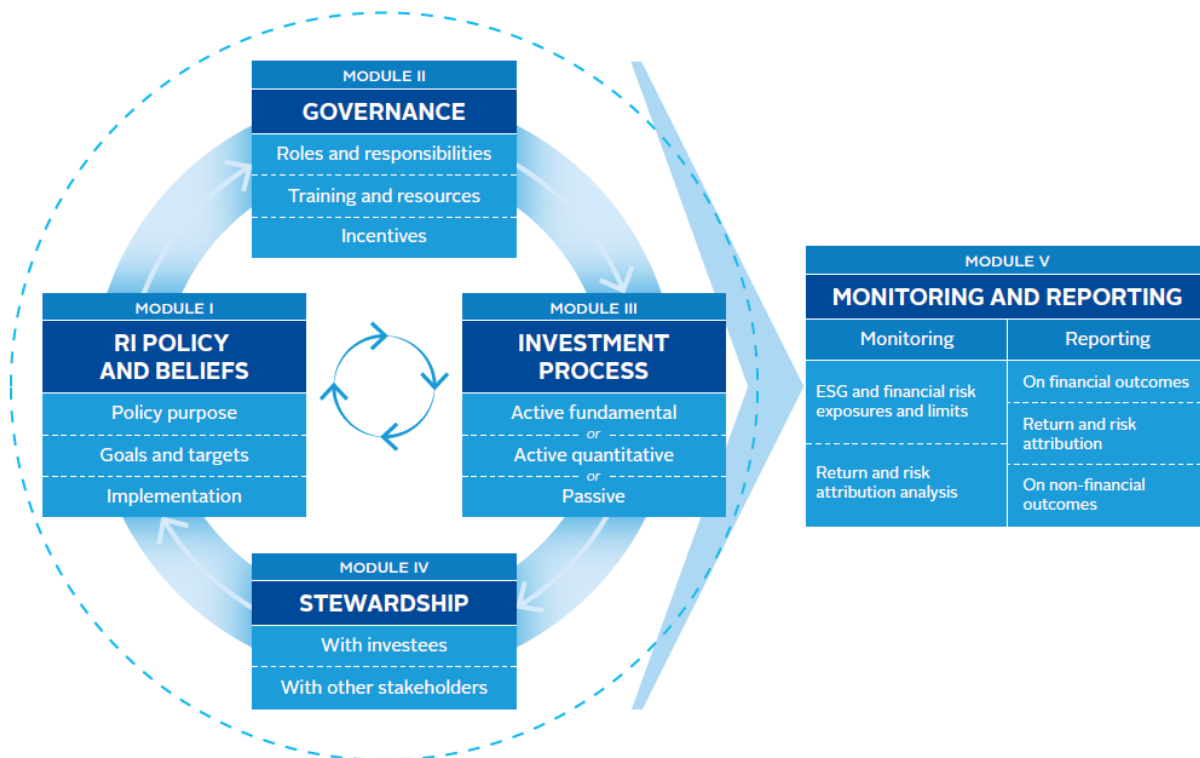 MODULE II
GOVERNANCE
Roles and responsibilities
Training and resources
Incentives
MODULE I
RI POLICY
AND BELIEFS
Policy purpose
Goals and targets
Implementation
MODULE III
INVESTMENT
PROCESS
Active fundamental
or
Active quantitative
or
Passive
MODULE IV
STEWARDSHIP
With investees
With other stakeholders
MODULE V
MONITORING AND REPORTING
Monitoring
ESG and financial risk
exposures and limits
Return and risk
attribution analysis
Reporting
On financial outcomes
Return and risk
attribution
On non-financial
outcomes